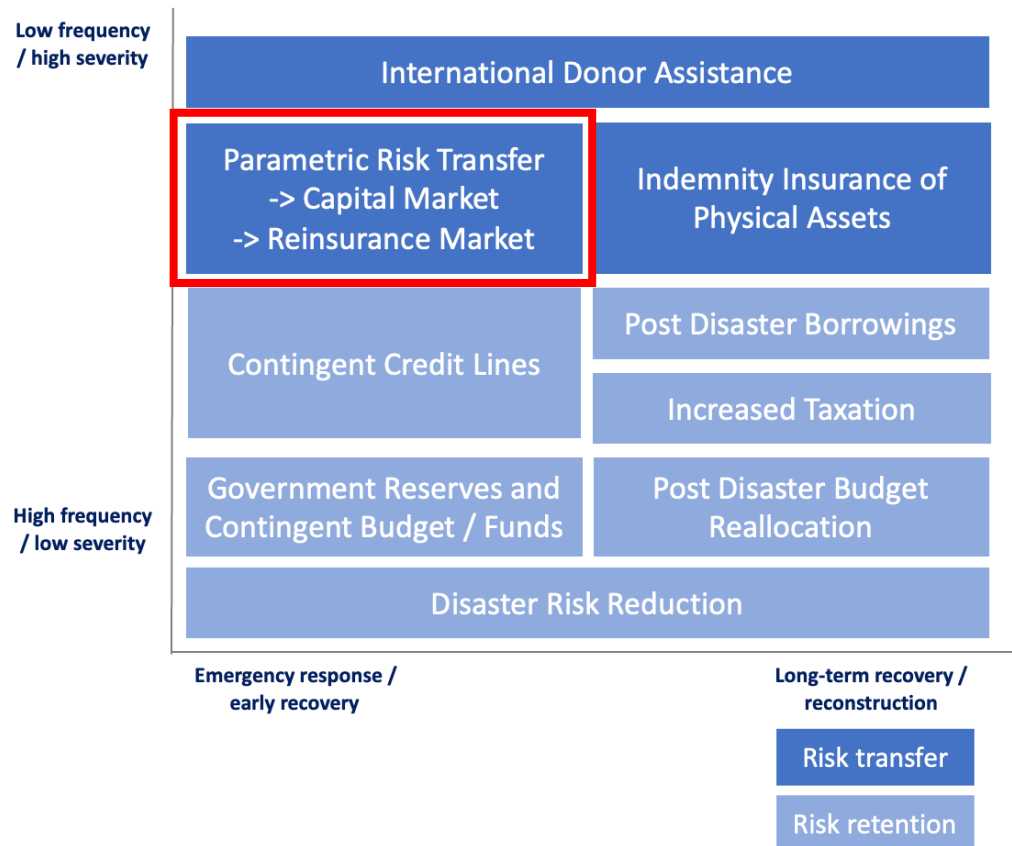 Low frequency
/ high severity
International Donor Assistance
Parametric Risk Transfer
-> Capital Market
-> Reinsurance Market
Indemnity Insurance of
Physical Assets
Contingent Credit Lines
Post Disaster Borrowings
Increased Taxation
High frequency
/ low severity
Government Reserves and
Contingent Budget / Funds
Post Disaster Budget
Reallocation
Disaster Risk Reduction
Emergency response /
early recovery
Long-term recovery /
reconstruction
Risk transfer
Risk retention